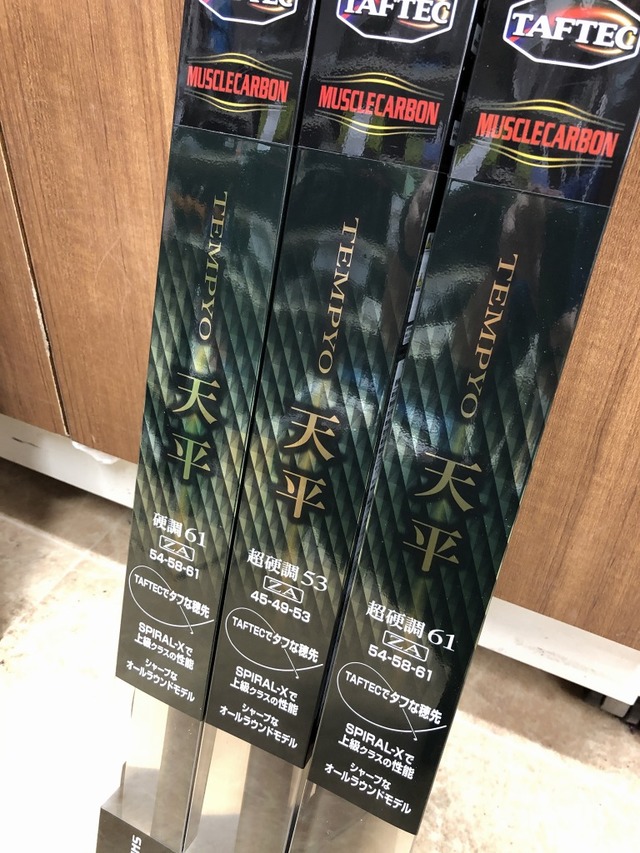 TAFTEC
MUSCLECARBON
TEMPYO
天平
硬調 61
ZA
54-58-61
TAFTECでタフな穂先
SPIRAL-Xで
上級クラスの性能
シャープな
オールラウンドモデル
TAFTEC
MUSCLECARBON
TEMPYO
天平
超硬調 53
ZA
45-49-53
TAFTECでタフな穂先
SPIRAL-Xで
上級クラスの性能
シャープな
オールラウンドモデル
TAFTEC
MUSCLECARBON
TEMPYO
天平
超硬調 61
ZA
54-58-61
TAFTECでタフな穂先
SPIRAL-Xで
上級クラスの性能
シャープな
オールラウンドモデル